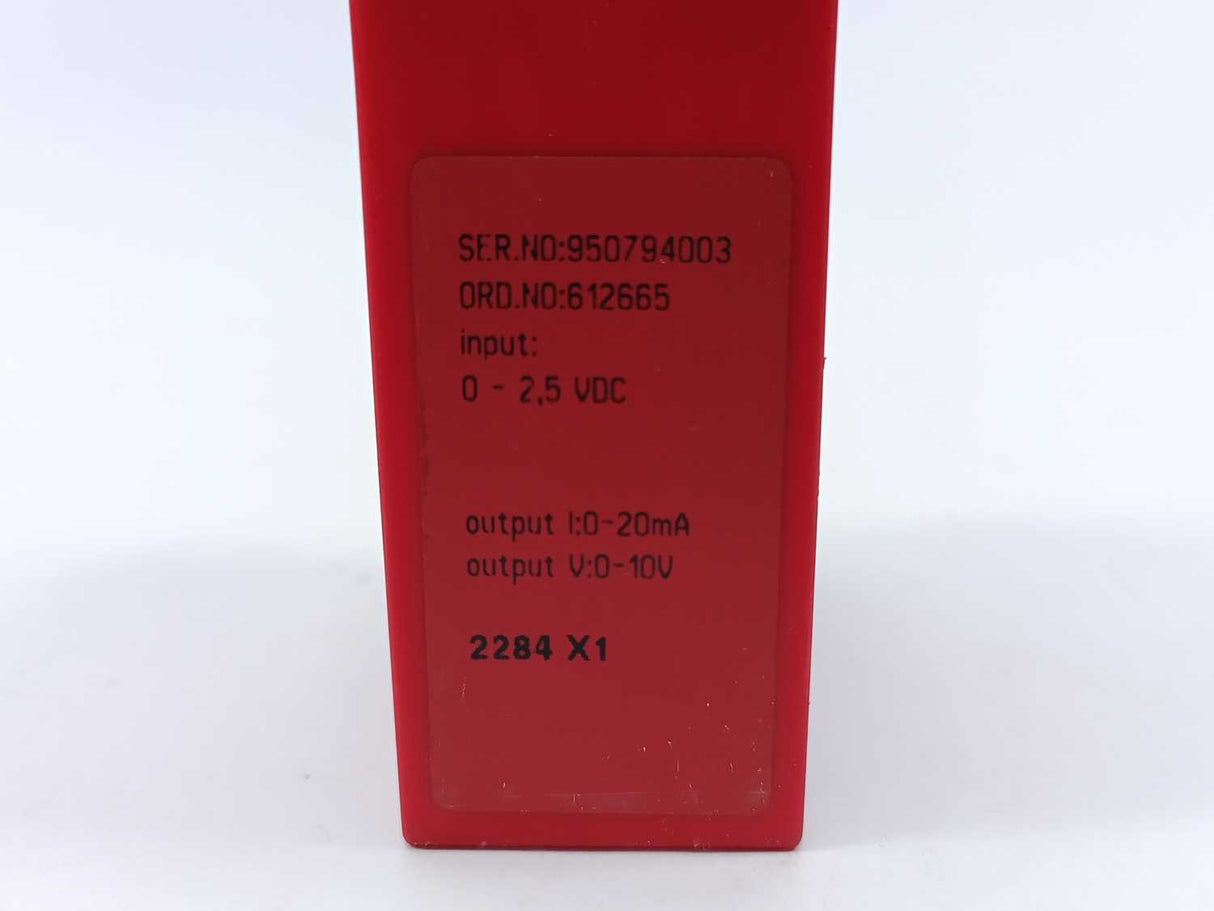 SER.NO:950794003
ORD.NO:612665
input:
0 - 2,5 VDC
output I:0-20mA
output V:0-10V
2284 X1